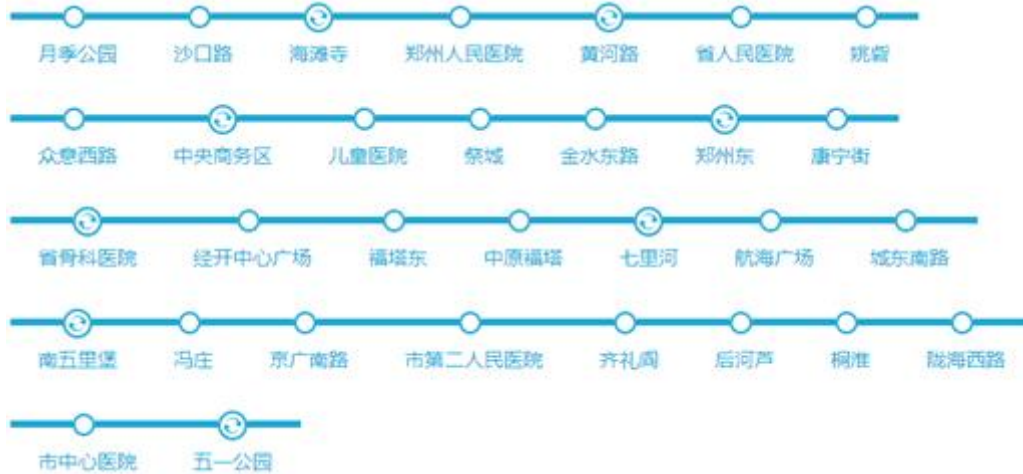 月季公园 沙口路 海滩寺 郑州人民医院 黄河路 省人民医院 姚砦
众意西路 中央商务区 儿童医院 祭城 金水东路 郑州东 康宁街
省骨科医院 经开中心广场 福塔东 中原福塔 七里河 航海广场 城东南路
南五里堡 冯庄 京广南路 市第二人民医院 齐礼阎 后河芦 桐淮 陇海西路
市中心医院 五一公园